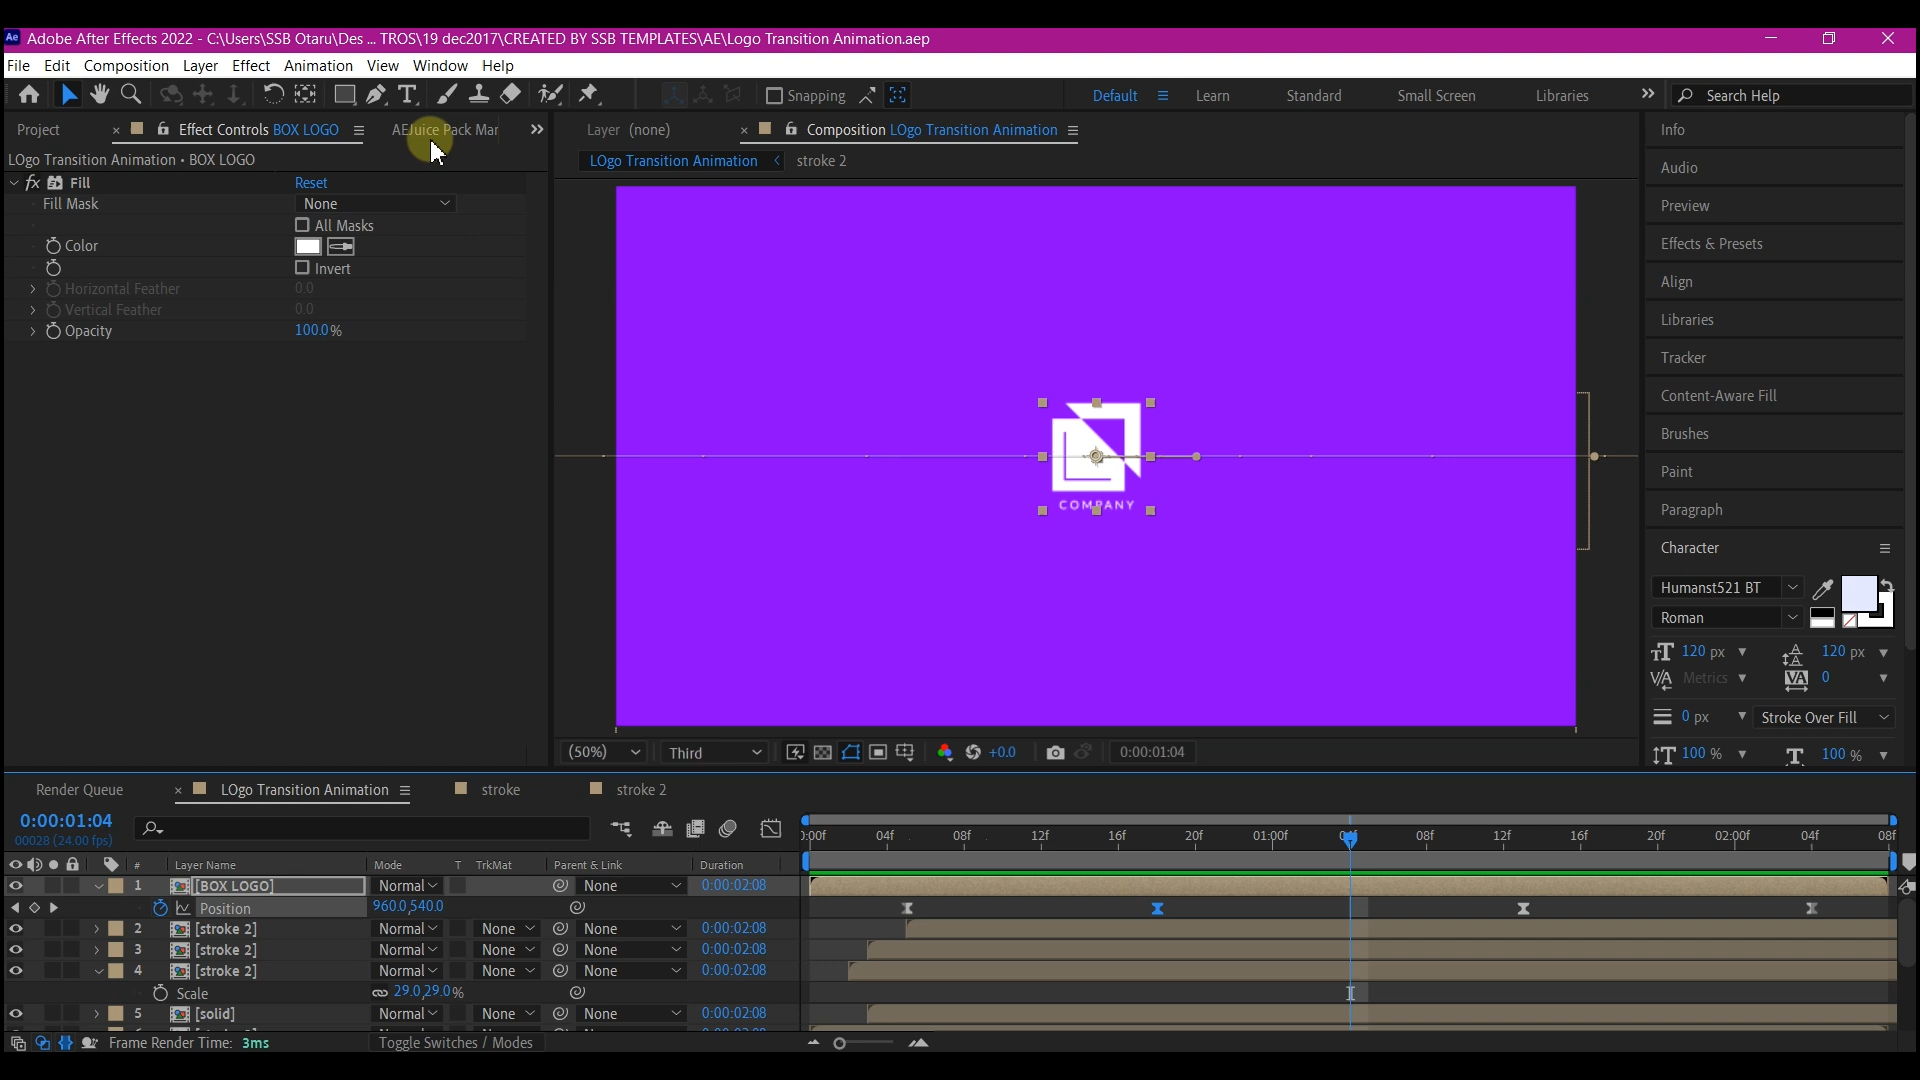 Adobe After Effects 2022 - C:\Users\SSB Otaru\Des ... TROS\19 dec2017\CREATED BY SSB TEMPLATES\AE\Logo Transition Animation.aep
File Edit Composition Layer Effect Animation View Window Help
Snapping Default Learn Standard Small Screen Libraries Search Help
Project Effect Controls BOX LOGO AEJuice Pack Mar Layer (none) Composition LOgo Transition Animation Info
LOgo Transition Animation • BOX LOGO LOgo Transition Animation stroke 2
Audio
fx Fill Reset
Fill Mask None Preview
All Masks
Color Effects & Presets
Invert
Align
Horizontal Feather 0.0
Vertical Feather 0.0
Libraries
Opacity 100.0%
Tracker
Content-Aware Fill
Brushes
Paint
COMPANY
Paragraph
Character
Humanst521 BT
Roman
120 px 120 px
Metrics 0
0 px Stroke Over Fill
(50%) Third +0.0 0:00:01:04 100 % 100 %
Render Queue LOgo Transition Animation stroke stroke 2
0:00:01:04
00028 (24.00 fps)
04f 08f 12f 16f 20f 01:00f 04f 08f 12f 16f 20f 02:00f 04f 08f
# Layer Name Mode T TrkMat Parent & Link Duration
1 [BOX LOGO] Normal None 0:00:02:08
Position 960.0,540.0
2 [stroke 2] Normal None None 0:00:02:08
3 [stroke 2] Normal None None 0:00:02:08
4 [stroke 2] Normal None None 0:00:02:08
Scale 29.0,29.0%
5 [solid] Normal None None 0:00:02:08
Frame Render Time: 3ms Toggle Switches / Modes